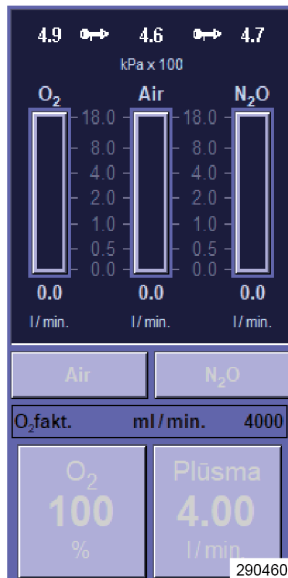 4.9 4.6 4.7
kPa x 100
O₂ Air N₂O
18.0 18.0
8.0 8.0
4.0 4.0
2.0 2.0
1.0 1.0
0.5 0.5
0.0 0.0
0.0 0.0 0.0
l/min. l/min. l/min.
Air N₂O
O₂fakt. ml/min. 4000
O₂ Plūsma
100 4.00
% l/min.
290460